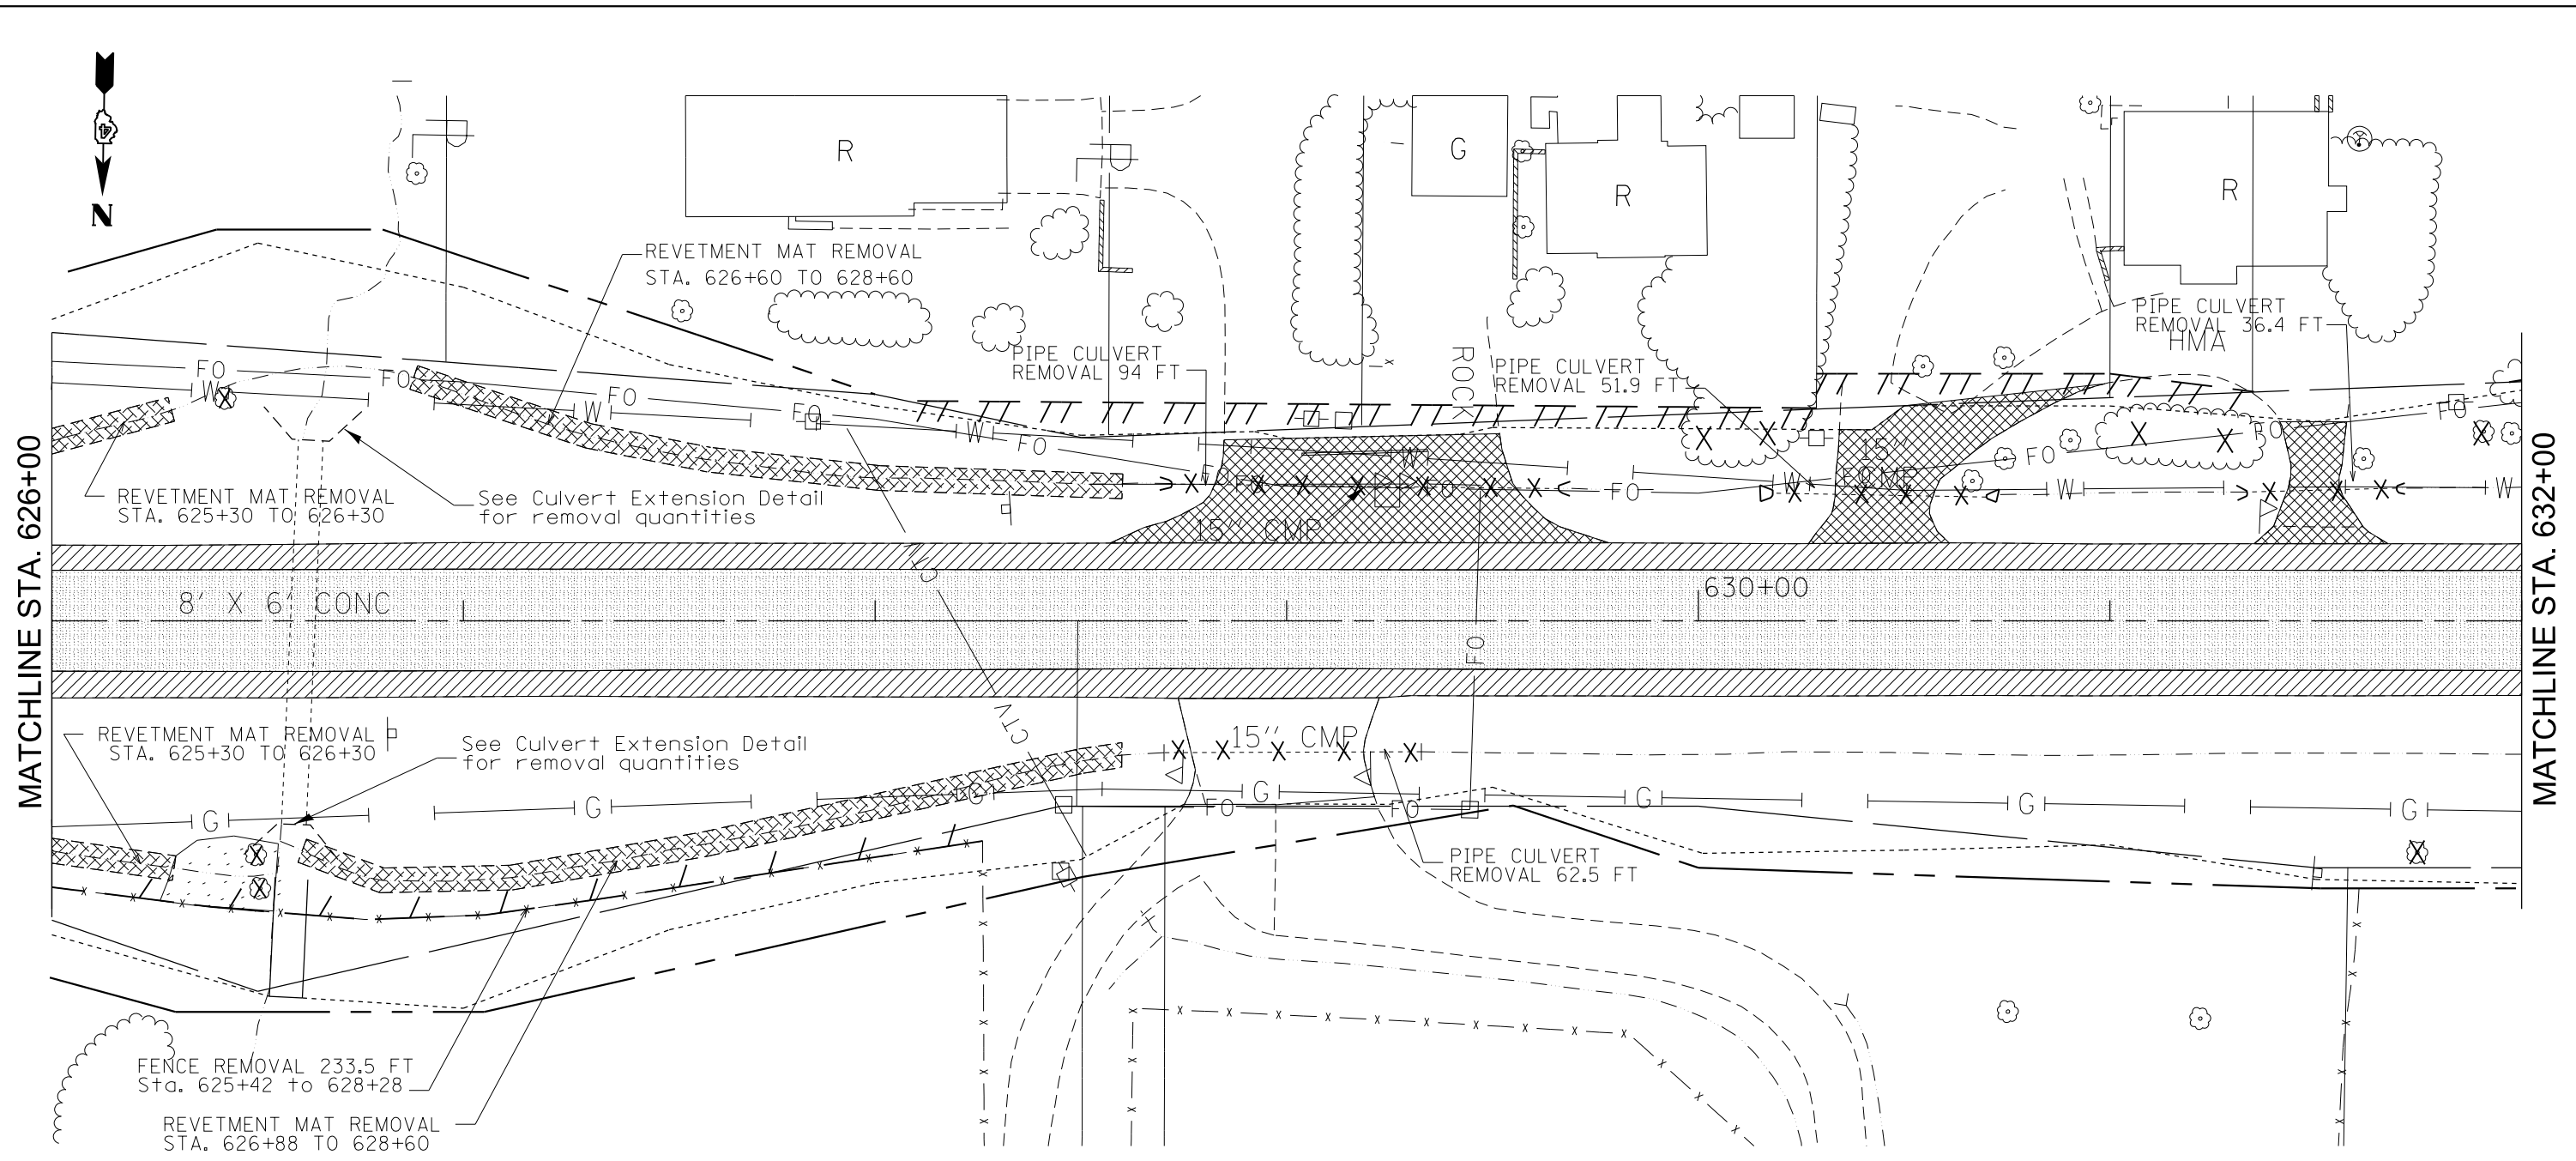 N
R
G
R
R
REVETMENT MAT REMOVAL
STA. 626+60 TO 628+60
PIPE CULVERT
REMOVAL 94 FT
ROCK
PIPE CULVERT
REMOVAL 51.9 FT
PIPE CULVERT
REMOVAL 36.4 FT
HMA
FO
FO
FO
FO
FO
FO
FO
FO
FO
FO
W
W
W
W
W
W
W
REVETMENT MAT REMOVAL
STA. 625+30 TO 626+30
See Culvert Extension Detail
for removal quantities
15" CMP
15"
CMP
MATCHLINE STA. 626+00
MATCHLINE STA. 632+00
8' X 6' CONC
630+00
FO
CATV
REVETMENT MAT REMOVAL
STA. 625+30 TO 626+30
See Culvert Extension Detail
for removal quantities
15" CMP
G
G
G
G
G
G
G
FO
FO
PIPE CULVERT
REMOVAL 62.5 FT
FENCE REMOVAL 233.5 FT
Sta. 625+42 to 628+28
REVETMENT MAT REMOVAL
STA. 626+88 TO 628+60